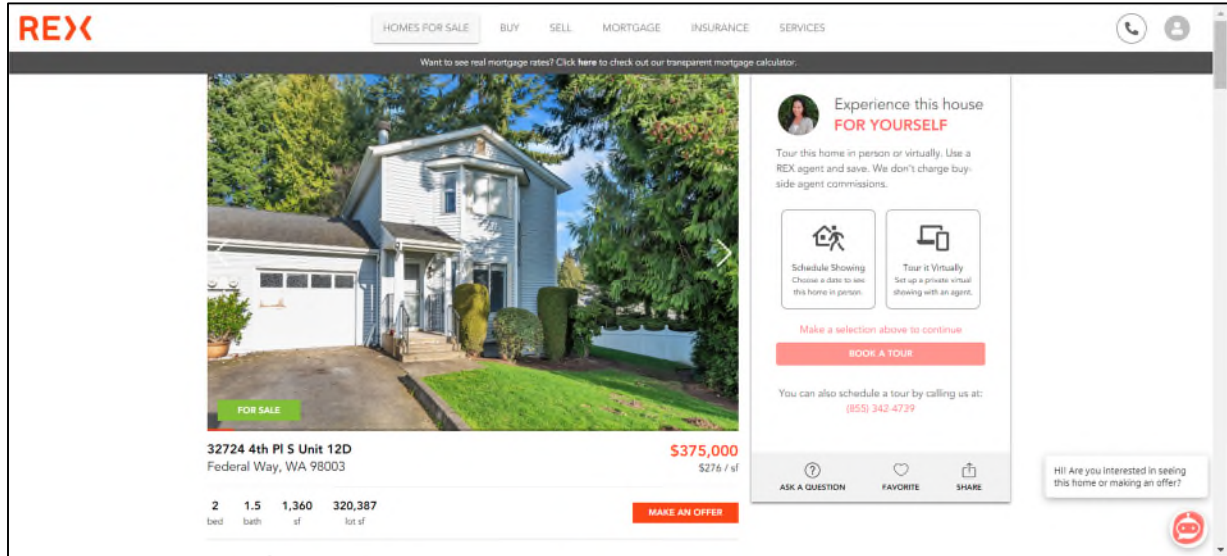 REX
HOMES FOR SALE BUY SELL MORTGAGE INSURANCE SERVICES
Want to see real mortgage rates? Click here to check out our transparent mortgage calculator.
Experience this house
FOR YOURSELF
Tour this home in person or virtually. Use a
REX agent and save. We don't charge buy-
side agent commissions.
Schedule Showing
Choose a date to see
this home in person.
Tour it Virtually
Set up a private virtual
showing with an agent.
Make a selection above to continue
BOOK A TOUR
You can also schedule a tour by calling us at:
(855) 342-4739
ASK A QUESTION FAVORITE SHARE
FOR SALE
32724 4th Pl S Unit 12D
Federal Way, WA 98003
$375,000
$276 / sf
2 1.5 1,360 320,387
bed bath sf lot sf
MAKE AN OFFER
Hi! Are you interested in seeing
this home or making an offer?